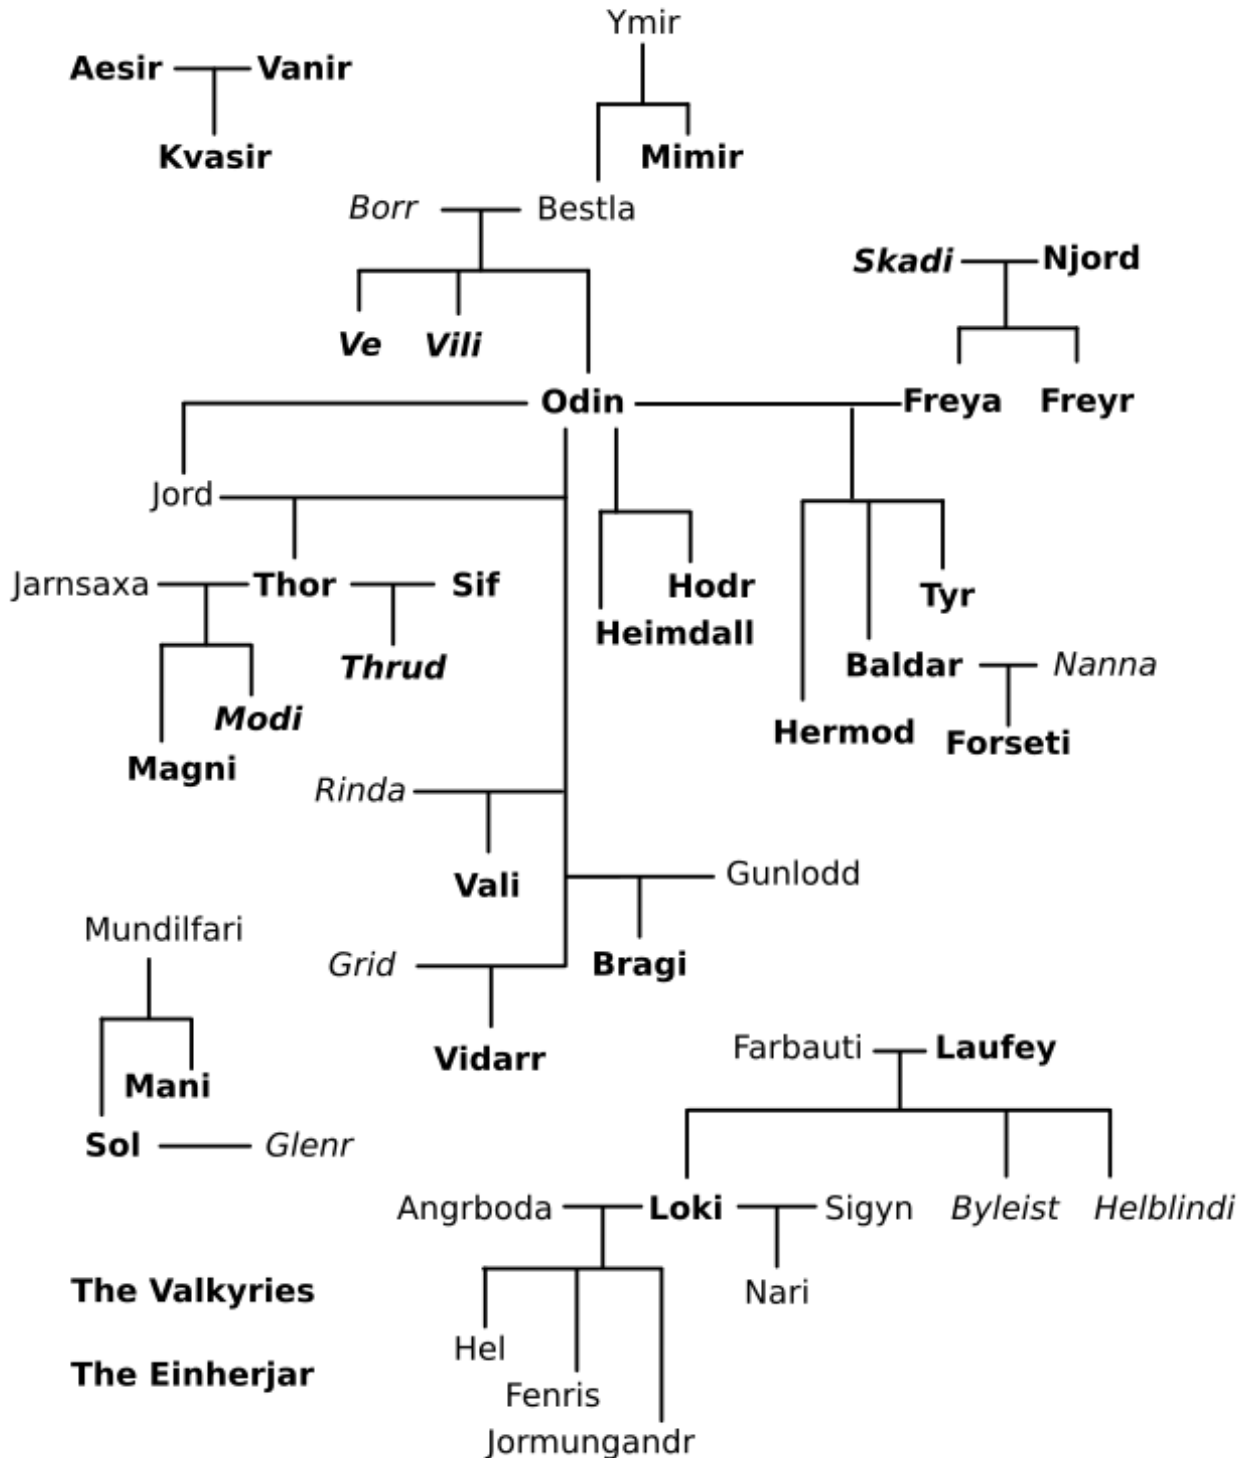 Ymir
Aesir Vanir
Kvasir Mimir
Borr Bestla
Skadi Njord
Ve Vili
Odin Freya Freyr
Jord
Jarnsaxa Thor Sif Hodr Tyr
Heimdall
Thrud Baldar Nanna
Modi Hermod Forseti
Magni
Rinda
Vali Gunlodd
Mundilfari
Grid Bragi
Vidarr Farbauti Laufey
Mani
Sol Glenr
Angrboda Loki Sigyn Byleist Helblindi
The Valkyries Nari
Hel
The Einherjar
Fenris
Jormungandr